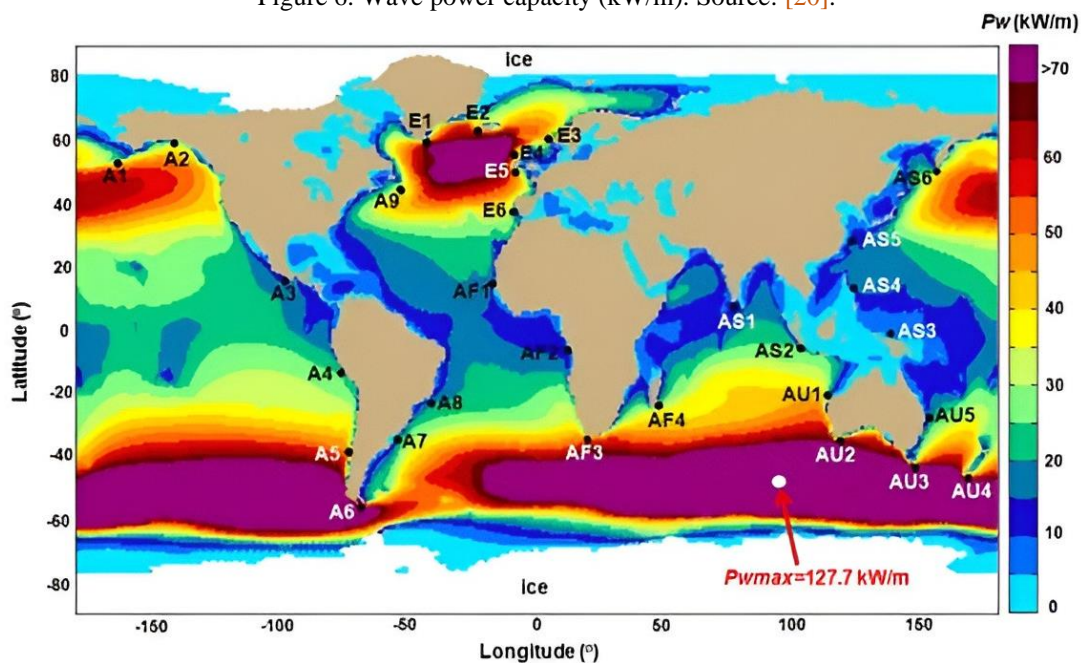 Figure 6. Wave power capacity (kW/m). Source: [20].
Pw (kW/m)
ice
80
60
40
20
0
-20
-40
-60
-80
Latitude (º)
E1
E2
E3
E4
E5
E6
A1
A2
A9
A3
A4
A5
A6
A7
A8
AF1
AF2
AF3
AF4
AS1
AS2
AS3
AS4
AS5
AS6
AU1
AU2
AU3
AU4
AU5
Pwmax=127.7 kW/m
ice
>70
60
50
40
30
20
10
0
-150 -100 -50 0 50 100 150
Longitude (º)